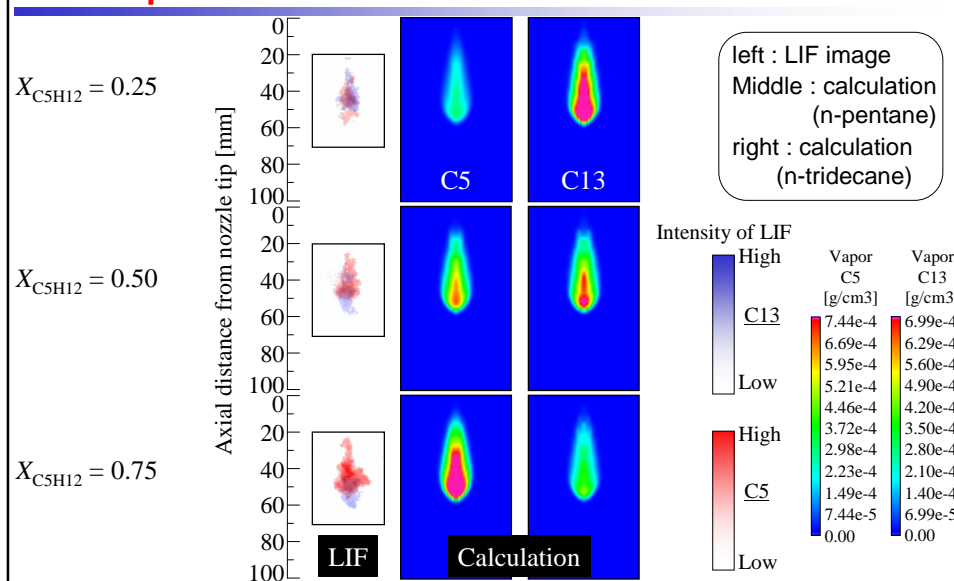 X_C5H12 = 0.25
X_C5H12 = 0.50
X_C5H12 = 0.75
Axial distance from nozzle tip [mm]
0
20
40
60
80
100
0
20
40
60
80
100
0
20
40
60
80
100
C5
C13
LIF
Calculation
left : LIF image
Middle : calculation
(n-pentane)
right : calculation
(n-tridecane)
Intensity of LIF
High
C13
Low
High
C5
Low
Vapor
C5
[g/cm3]
7.44e-4
6.69e-4
5.95e-4
5.21e-4
4.46e-4
3.72e-4
2.98e-4
2.23e-4
1.49e-4
7.44e-5
0.00
Vapor
C13
[g/cm3
6.99e-4
6.29e-4
5.60e-4
4.90e-4
4.20e-4
3.50e-4
2.80e-4
2.10e-4
1.40e-4
6.99e-5
0.00